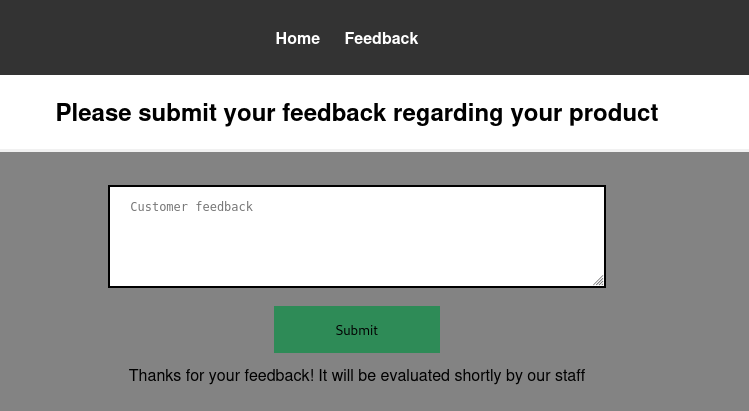 Home Feedback
Please submit your feedback regarding your product
Customer feedback
Submit
Thanks for your feedback! It will be evaluated shortly by our staff